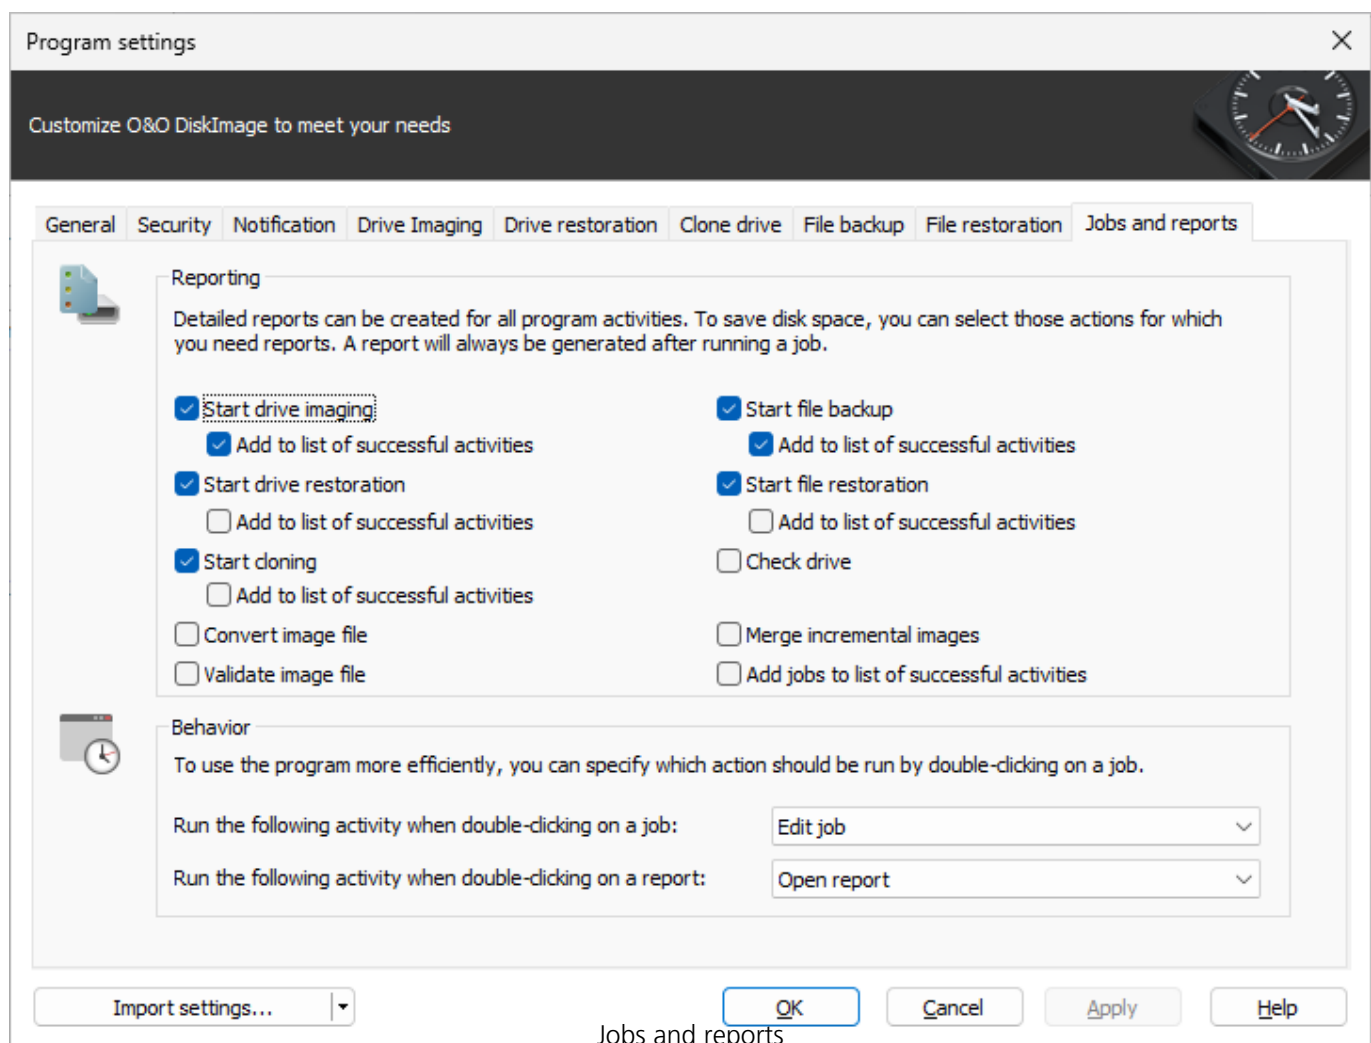 Program settings
Customize O&O DiskImage to meet your needs
General Security Notification Drive Imaging Drive restoration Clone drive File backup File restoration Jobs and reports
Reporting
Detailed reports can be created for all program activities. To save disk space, you can select those actions for which
you need reports. A report will always be generated after running a job.
Start drive imaging Start file backup
Add to list of successful activities Add to list of successful activities
Start drive restoration Start file restoration
Add to list of successful activities Add to list of successful activities
Start cloning Check drive
Add to list of successful activities
Convert image file Merge incremental images
Validate image file Add jobs to list of successful activities
Behavior
To use the program more efficiently, you can specify which action should be run by double-clicking on a job.
Run the following activity when double-clicking on a job: Edit job
Run the following activity when double-clicking on a report: Open report
Import settings... OK Cancel Apply Help
Jobs and reports